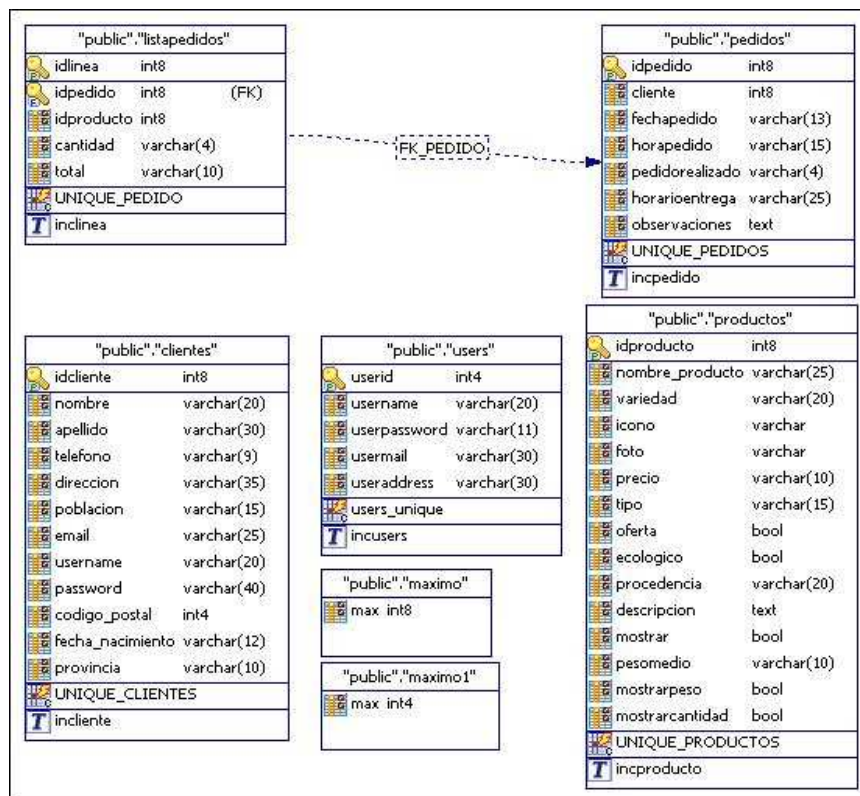 "public"."listapedidos"
idlinea int8
idpedido int8 (FK)
idproducto int8
cantidad varchar(4)
total varchar(10)
UNIQUE_PEDIDO
inclinea
FK_PEDIDO
"public"."pedidos"
idpedido int8
cliente int8
fechapedido varchar(13)
horapedido varchar(15)
pedidorealizado varchar(4)
horarioentrega varchar(25)
observaciones text
UNIQUE_PEDIDOS
incpedido
"public"."clientes"
idcliente int8
nombre varchar(20)
apellido varchar(30)
telefono varchar(9)
direccion varchar(35)
poblacion varchar(15)
email varchar(25)
username varchar(20)
password varchar(40)
codigo_postal int4
fecha_nacimiento varchar(12)
provincia varchar(10)
UNIQUE_CLIENTES
incliente
"public"."users"
userid int4
username varchar(20)
userpassword varchar(11)
usermail varchar(30)
useraddress varchar(30)
users_unique
incusers
"public"."maximo"
max int8
"public"."maximo1"
max int4
"public"."productos"
idproducto int8
nombre_producto varchar(25)
variedad varchar(20)
icono varchar
foto varchar
precio varchar(10)
tipo varchar(15)
oferta bool
ecologico bool
procedencia varchar(20)
descripcion text
mostrar bool
pesomedio varchar(10)
mostrarpeso bool
mostrarcantidad bool
UNIQUE_PRODUCTOS
incproducto